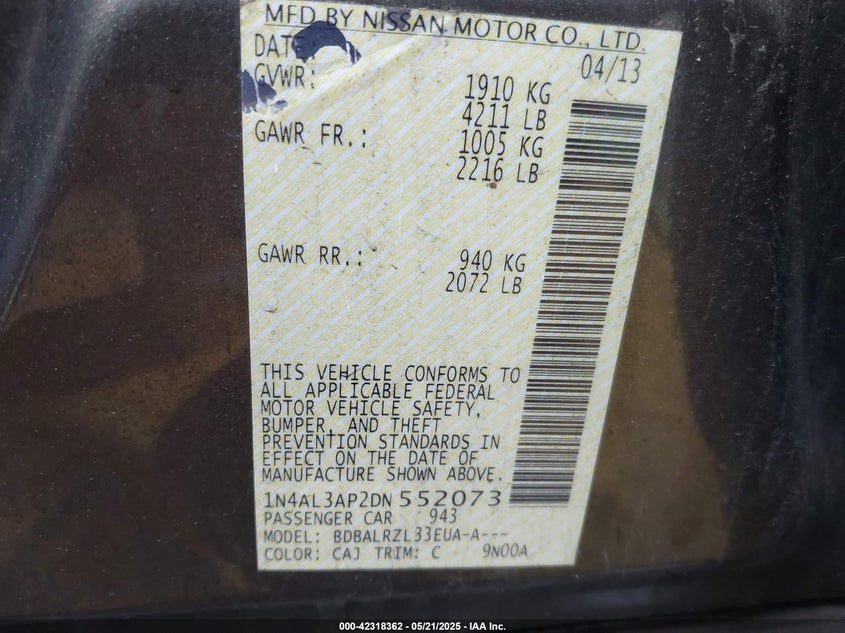 MFD BY NISSAN MOTOR CO., LTD.
DATE 04/13
GVWR: 1910 KG
4211 LB
GAWR FR.: 1005 KG
2216 LB
GAWR RR.: 940 KG
2072 LB
THIS VEHICLE CONFORMS TO
ALL APPLICABLE FEDERAL
MOTOR VEHICLE SAFETY,
BUMPER, AND THEFT
PREVENTION STANDARDS IN
EFFECT ON THE DATE OF
MANUFACTURE SHOWN ABOVE.
1N4AL3AP2DN552073
PASSENGER CAR 943
MODEL: BDBALRZL33EUA-A---
COLOR: CAJ TRIM: C 9N00A
000-42318362 - 05/21/2025 - IAA Inc.